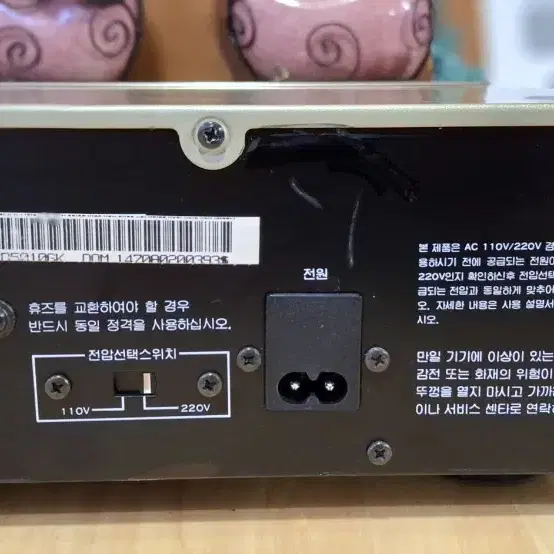 DDM 1470A02003935
전원
본 제품은 AC 110V/220V 겸
용하시기 전에 공급되는 전원이
220V인지 확인하신후 전압선택
급되는 전압과 동일하게 맞추어
오. 자세한 내용은 사용 설명서
시오.
휴즈를 교환하여야 할 경우
반드시 동일 정격을 사용하십시오.
전압선택스위치
110V 220V
만일 기기에 이상이 있는
감전 또는 화재의 위험이
뚜껑을 열지 마시고 가까
이나 서비스 센타로 연락하